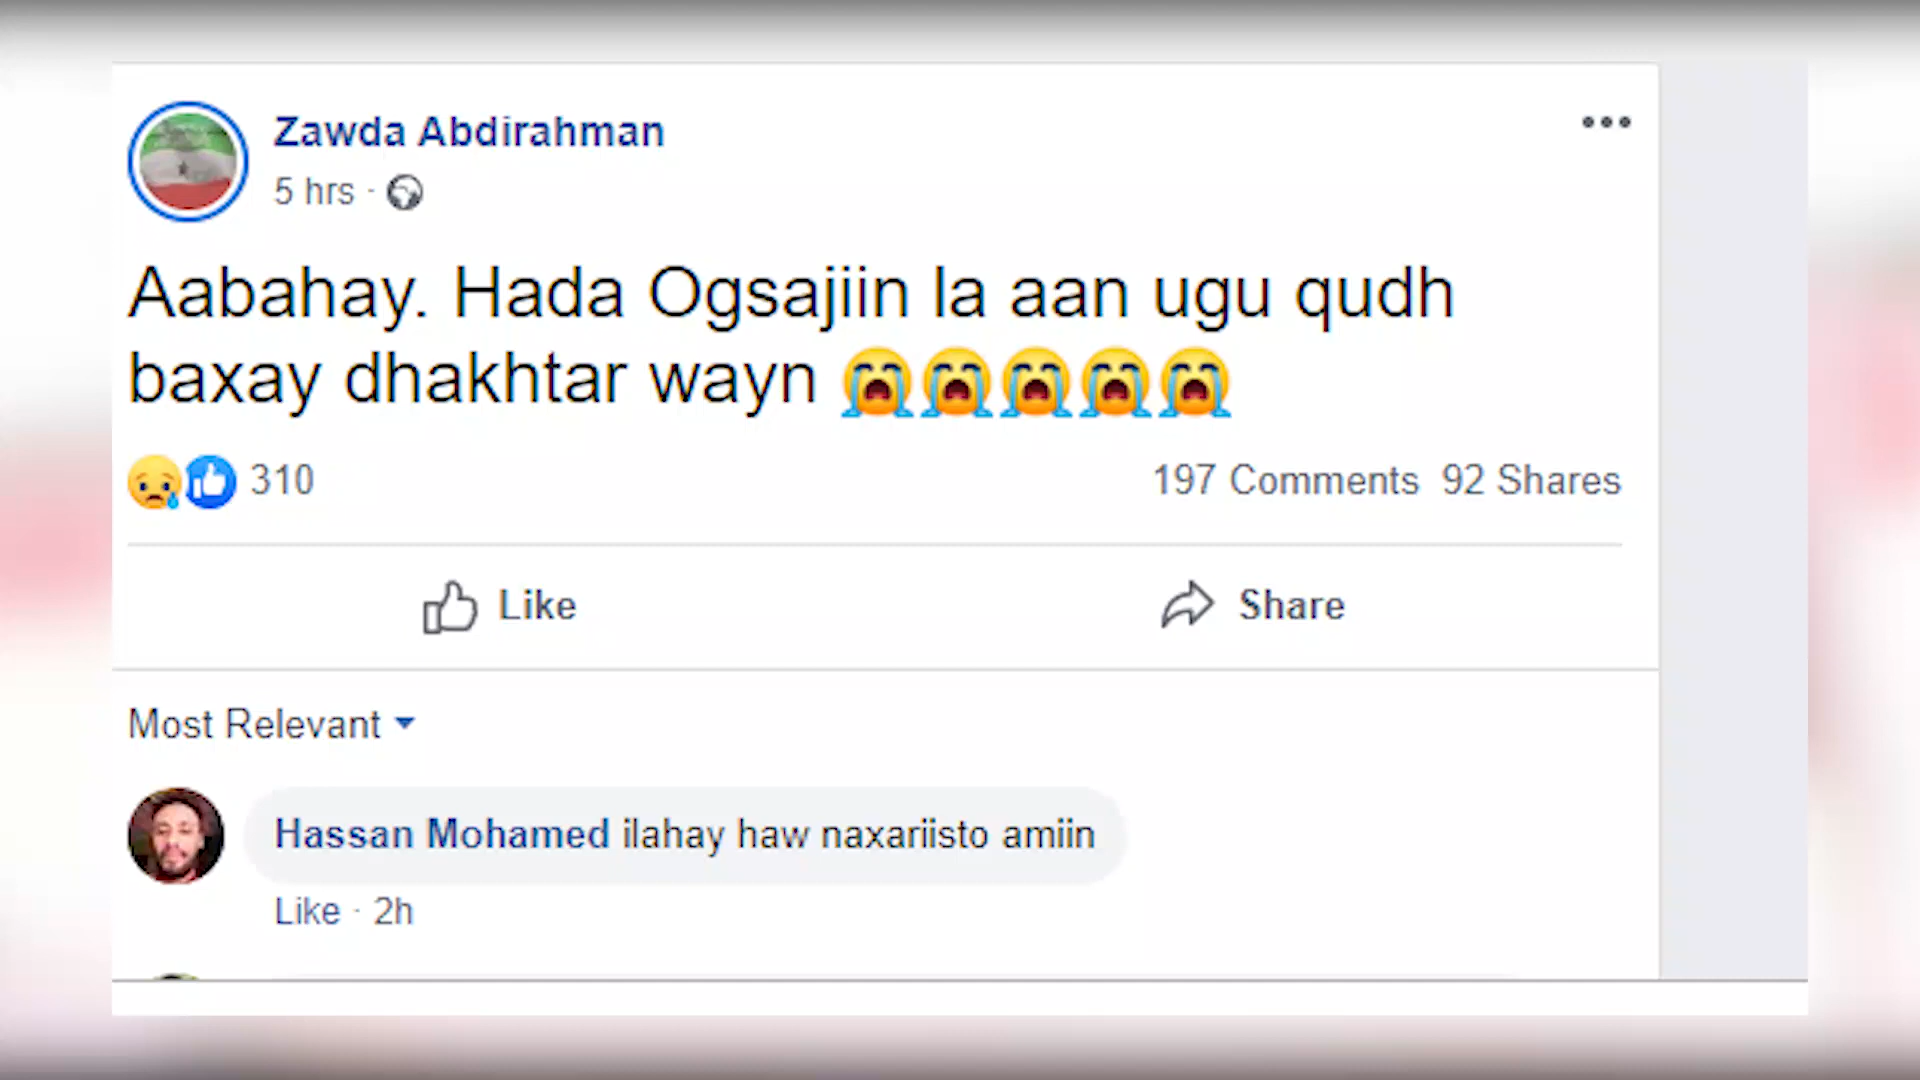 Zawda Abdirahman
5 hrs ·
Aabahay. Hada Ogsajiin la aan ugu qudh
baxay dhakhtar wayn 😭😭😭😭😭
310
197 Comments 92 Shares
Like
Share
Most Relevant
Hassan Mohamed ilahay haw naxariisto amiin
Like · 2h